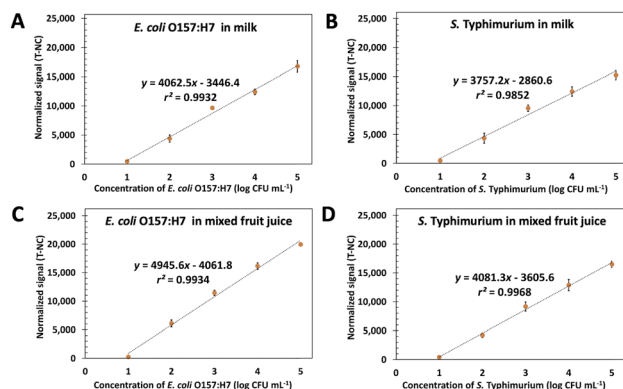 A
E. coli O157:H7 in milk
Normalized signal (T-NC)
25,000
20,000
15,000
10,000
5,000
0
y = 4062.5x - 3446.4
r² = 0.9932
1 2 3 4 5
Concentration of E. coli O157:H7 (log CFU mL⁻¹)
B
S. Typhimurium in milk
Normalized signal (T-NC)
25,000
20,000
15,000
10,000
5,000
0
y = 3757.2x - 2860.6
r² = 0.9852
1 2 3 4 5
Concentration of S. Typhimurium (log CFU mL⁻¹)
C
E. coli O157:H7 in mixed fruit juice
Normalized signal (T-NC)
25,000
20,000
15,000
10,000
5,000
0
y = 4945.6x - 4061.8
r² = 0.9934
1 2 3 4 5
Concentration of E. coli O157:H7 (log CFU mL⁻¹)
D
S. Typhimurium in mixed fruit juice
Normalized signal (T-NC)
25,000
20,000
15,000
10,000
5,000
0
y = 4081.3x - 3605.6
r² = 0.9968
1 2 3 4 5
Concentration of S. Typhimurium (log CFU mL⁻¹)